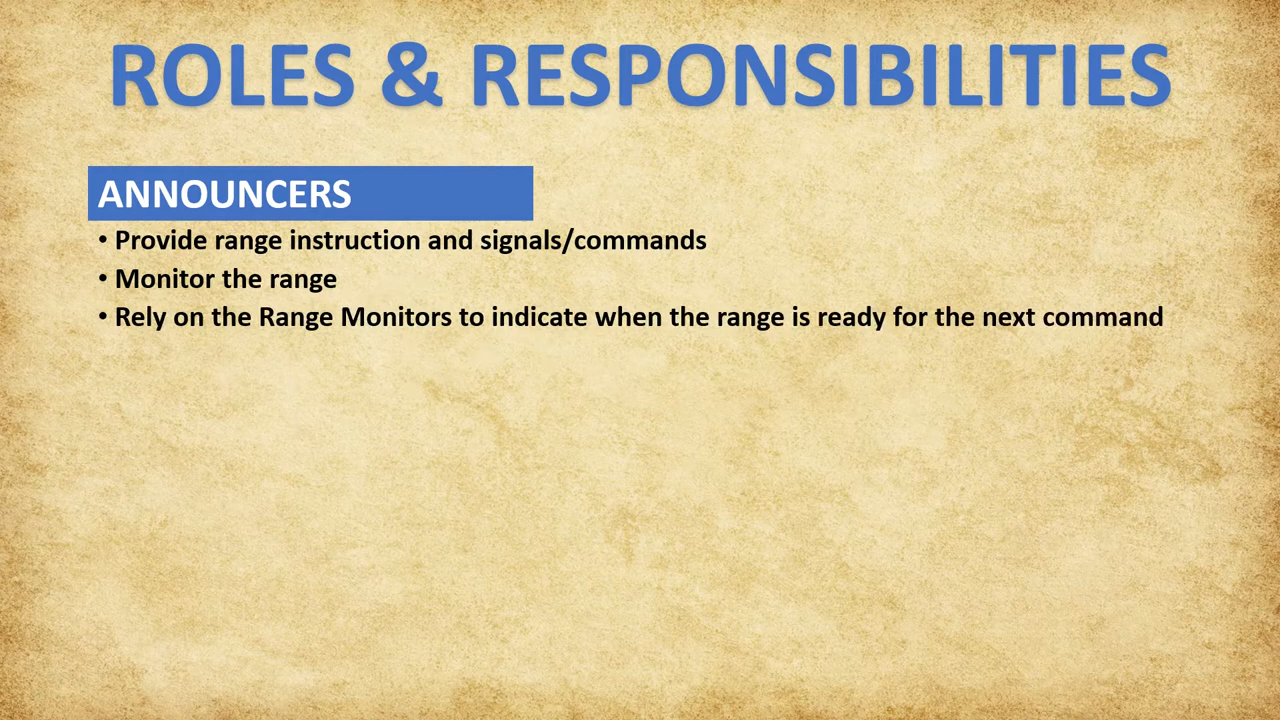 ROLES & RESPONSIBILITIES
ANNOUNCERS
• Provide range instruction and signals/commands
• Monitor the range
• Rely on the Range Monitors to indicate when the range is ready for the next command